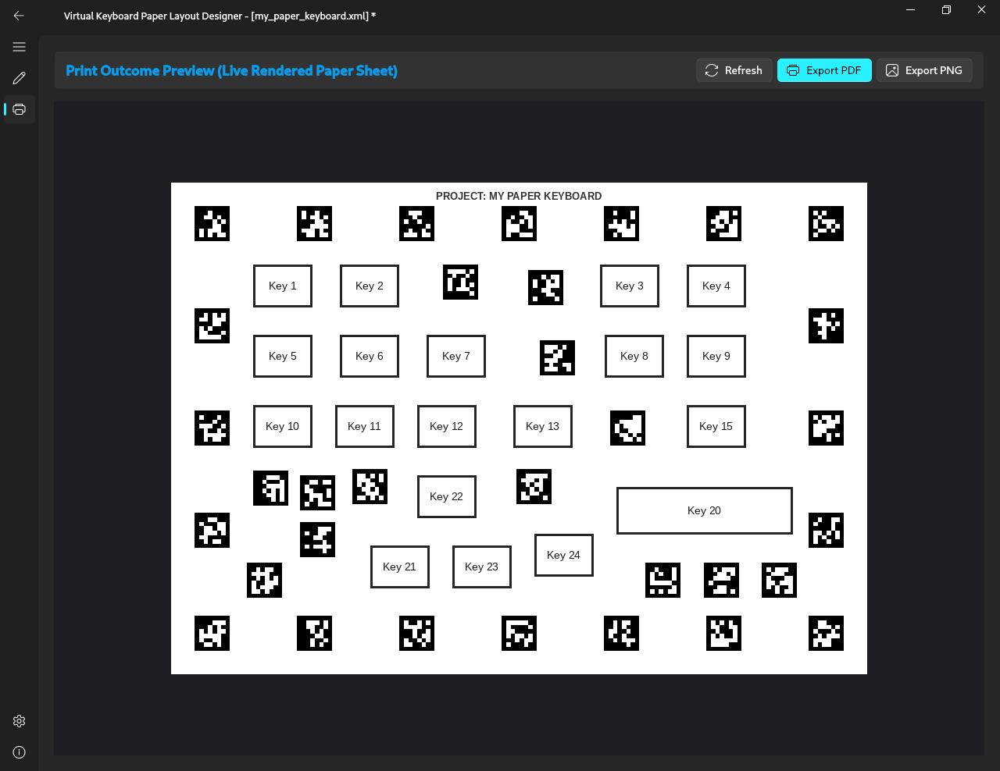 Virtual Keyboard Paper Layout Designer - [my_paper_keyboard.xml] *
Print Outcome Preview (Live Rendered Paper Sheet)
Refresh
Export PDF
Export PNG
PROJECT: MY PAPER KEYBOARD
Key 1
Key 2
Key 3
Key 4
Key 5
Key 6
Key 7
Key 8
Key 9
Key 10
Key 11
Key 12
Key 13
Key 15
Key 22
Key 20
Key 21
Key 23
Key 24